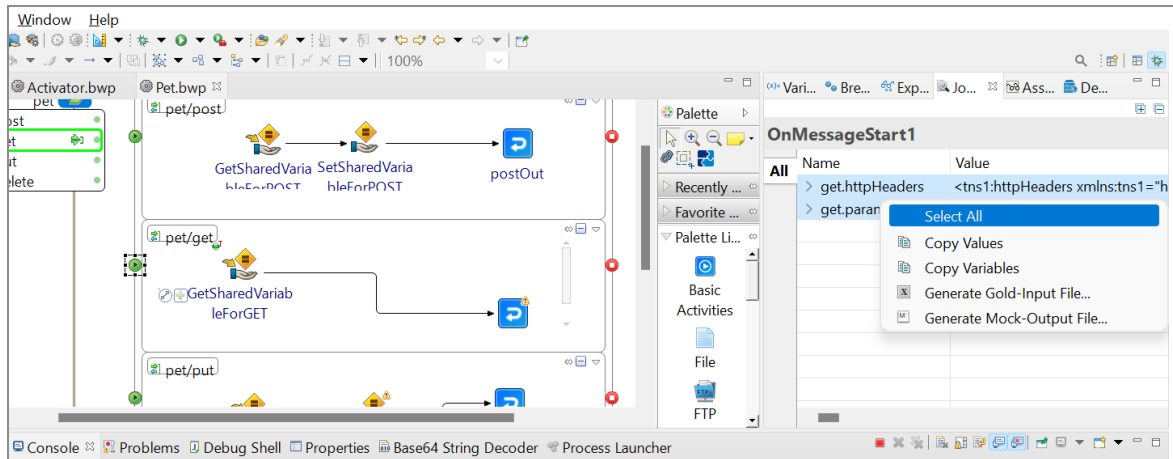 Window Help
100%
Activator.bwp
Pet.bwp
pet
ost
et
ut
elete
pet/post
GetSharedVaria
bleForPOST
SetSharedVaria
bleForPOST
postOut
pet/get
GetSharedVariab
leForGET
pet/put
Palette
Recently ...
Favorite ...
Palette Li...
Basic
Activities
File
FTP
(x)= Vari...
Bre...
Exp...
Jo...
Ass...
De...
OnMessageStart1
All
Name Value
get.httpHeaders <tns1:httpHeaders xmlns:tns1="h
get.param
Select All
Copy Values
Copy Variables
Generate Gold-Input File...
Generate Mock-Output File...
Console Problems Debug Shell Properties Base64 String Decoder Process Launcher